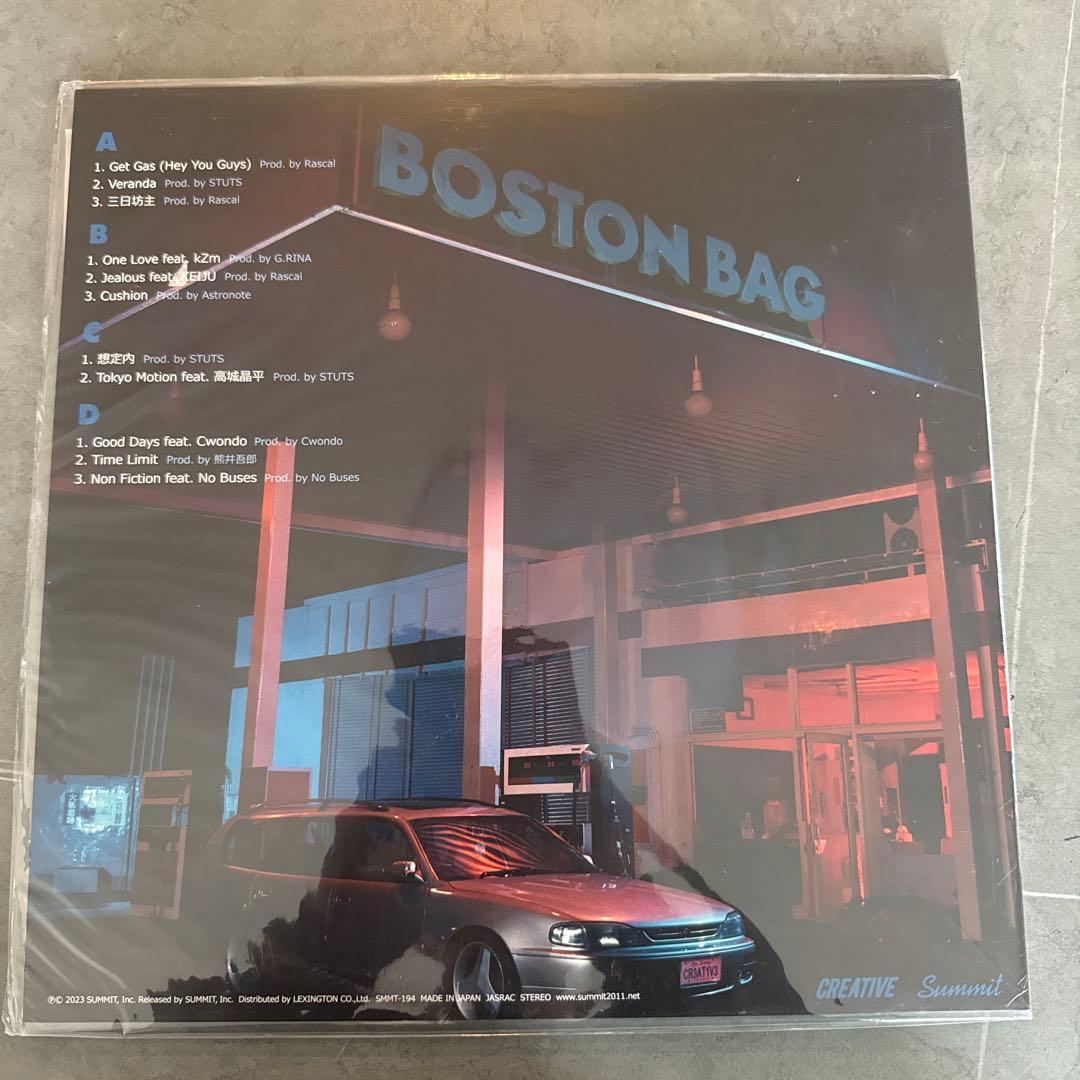 A
1. Get Gas (Hey You Guys) Prod. by Rascal
2. Veranda Prod. by STUTS
3. 三日坊主 Prod. by Rascal
B
1. One Love feat. kZm Prod. by G.RINA
2. Jealous feat. KEIJU Prod. by Rascal
3. Cushion Prod. by Astronote
C
1. 想定内 Prod. by STUTS
2. Tokyo Motion feat. 高城晶平 Prod. by STUTS
D
1. Good Days feat. Cwondo Prod. by Cwondo
2. Time Limit Prod. by 熊井吾郎
3. Non Fiction feat. No Buses Prod. by No Buses
BOSTON BAG
CR3AT1V3
℗© 2023 SUMMIT, Inc. Released by SUMMIT, Inc. Distributed by LEXINGTON CO.,Ltd. SMMT-194 MADE IN JAPAN JASRAC STEREO www.summit2011.net
CREATIVE Summit